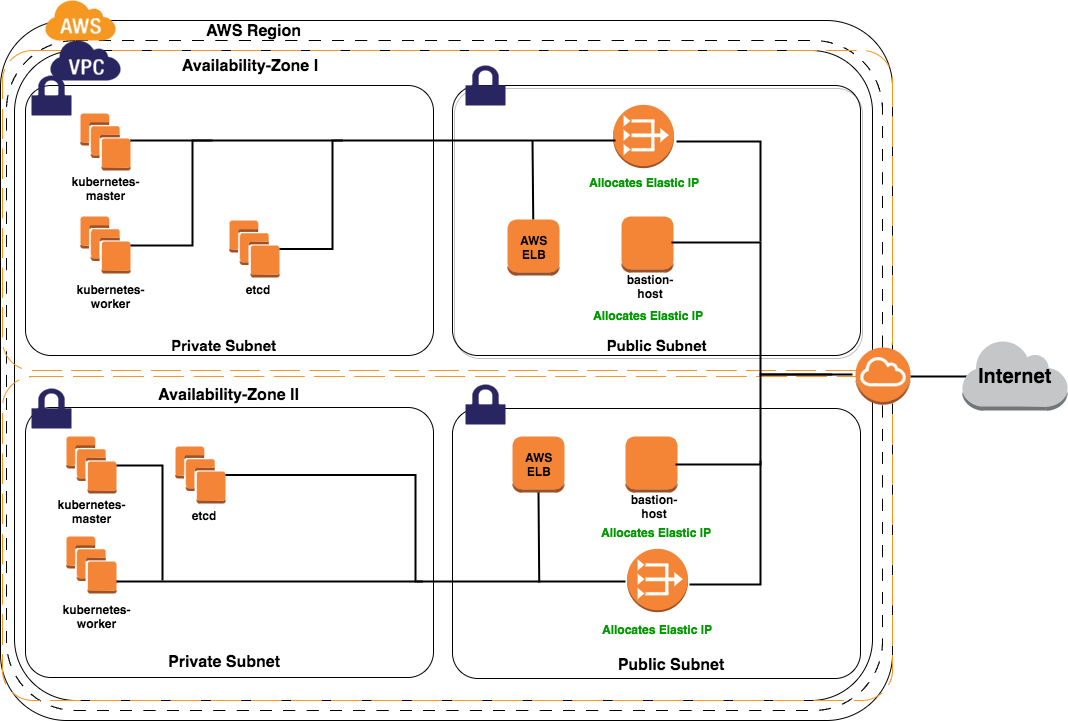 AWS
AWS Region
VPC
Availability-Zone I
kubernetes-
master
Allocates Elastic IP
kubernetes-
worker
etcd
AWS
ELB
bastion-
host
Allocates Elastic IP
Private Subnet
Public Subnet
Internet
Availability-Zone II
kubernetes-
master
etcd
AWS
ELB
bastion-
host
Allocates Elastic IP
kubernetes-
worker
Allocates Elastic IP
Private Subnet
Public Subnet